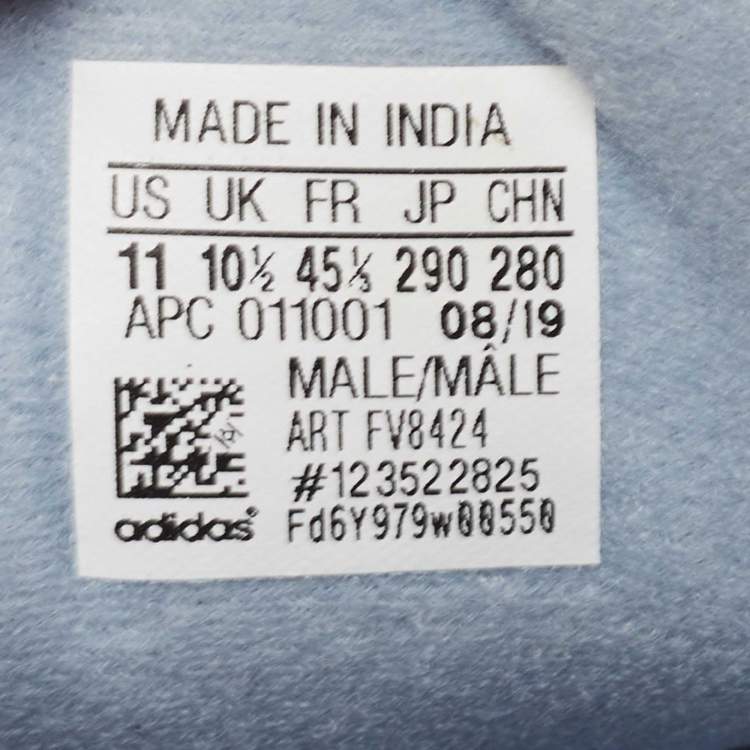 MADE IN INDIA
US UK FR JP CHN
11 10½ 45⅓ 290 280
APC 011001 08/19
MALE/MÂLE
ART FV8424
#123522825
adidas® Fd6Y979w00550